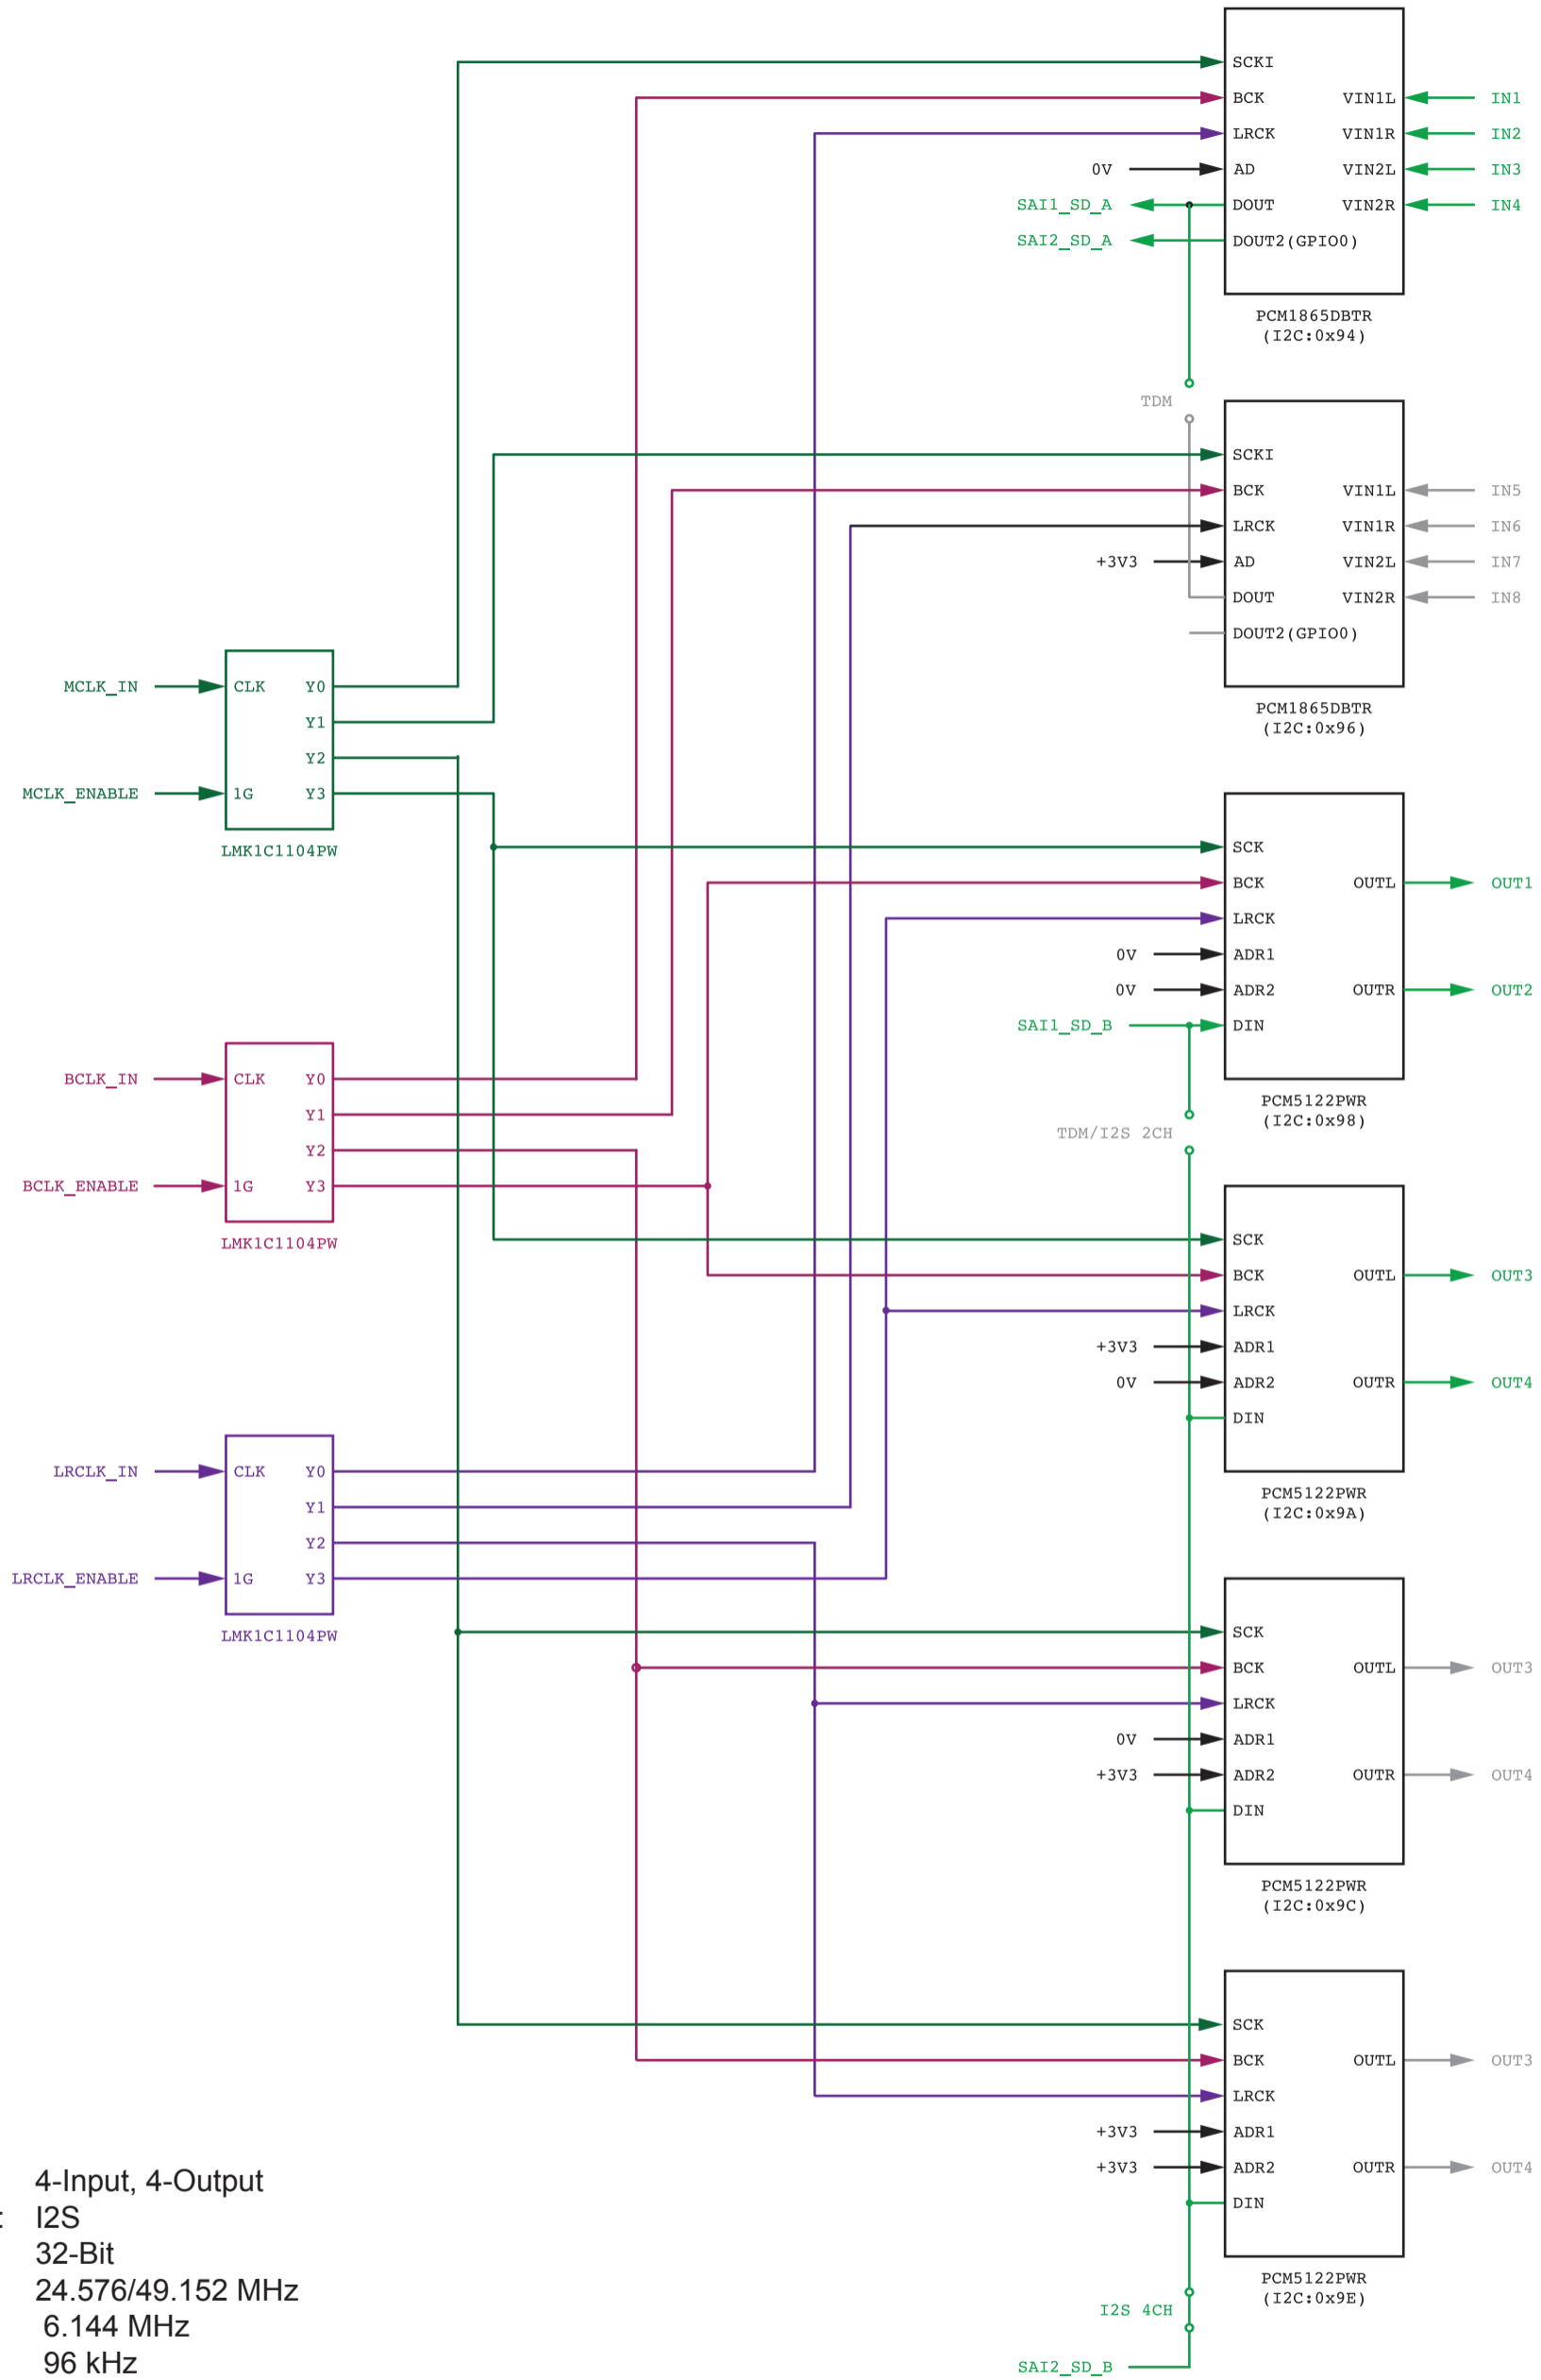 SCKI
BCK VIN1L IN1
LRCK VIN1R IN2
0V AD VIN2L IN3
SAI1_SD_A DOUT VIN2R IN4
SAI2_SD_A DOUT2(GPIO0)
PCM1865DBTR
(I2C:0x94)
TDM
SCKI
BCK VIN1L IN5
LRCK VIN1R IN6
+3V3 AD VIN2L IN7
DOUT VIN2R IN8
DOUT2(GPIO0)
PCM1865DBTR
(I2C:0x96)
MCLK_IN CLK Y0
Y1
Y2
MCLK_ENABLE 1G Y3
LMK1C1104PW
SCK
BCK OUTL OUT1
LRCK
0V ADR1
0V ADR2 OUTR OUT2
SAI1_SD_B DIN
PCM5122PWR
(I2C:0x98)
BCLK_IN CLK Y0
Y1
Y2
BCLK_ENABLE 1G Y3
LMK1C1104PW
TDM/I2S 2CH
SCK
BCK OUTL OUT3
LRCK
+3V3 ADR1
0V ADR2 OUTR OUT4
DIN
PCM5122PWR
(I2C:0x9A)
LRCLK_IN CLK Y0
Y1
Y2
LRCLK_ENABLE 1G Y3
LMK1C1104PW
SCK
BCK OUTL OUT3
LRCK
0V ADR1
+3V3 ADR2 OUTR OUT4
DIN
PCM5122PWR
(I2C:0x9C)
SCK
BCK OUTL OUT3
LRCK
+3V3 ADR1
+3V3 ADR2 OUTR OUT4
DIN
PCM5122PWR
(I2C:0x9E)
I2S 4CH
SAI2_SD_B
4-Input, 4-Output
: I2S
32-Bit
24.576/49.152 MHz
6.144 MHz
96 kHz